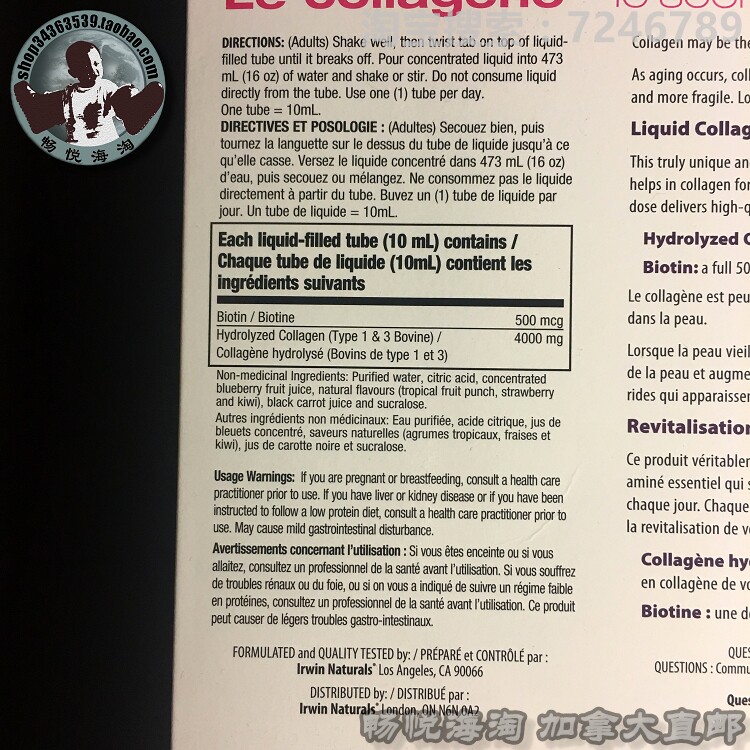 Le collagène
淘宝搜索：7246789
shop34363539.taobao.com
畅悦海淘
DIRECTIONS: (Adults) Shake well, then twist tab on top of liquid-
filled tube until it breaks off. Pour concentrated liquid into 473
mL (16 oz) of water and shake or stir. Do not consume liquid
directly from the tube. Use one (1) tube per day.
One tube = 10mL.
DIRECTIVES ET POSOLOGIE : (Adultes) Secouez bien, puis
tournez la languette sur le dessus du tube de liquide jusqu'à ce
qu'elle casse. Versez le liquide concentré dans 473 mL (16 oz)
d'eau, puis secouez ou mélangez. Ne consommez pas le liquide
directement à partir du tube. Buvez un (1) tube de liquide par
jour. Un tube de liquide = 10mL.
Each liquid-filled tube (10 mL) contains /
Chaque tube de liquide (10mL) contient les
ingrédients suivants
Biotin / Biotine 500 mcg
Hydrolyzed Collagen (Type 1 & 3 Bovine) / 4000 mg
Collagène hydrolysé (Bovins de type 1 et 3)
Non-medicinal Ingredients: Purified water, citric acid, concentrated
blueberry fruit juice, natural flavours (tropical fruit punch, strawberry
and kiwi), black carrot juice and sucralose.
Autres ingrédients non médicinaux: Eau purifiée, acide citrique, jus de
bleuets concentré, saveurs naturelles (agrumes tropicaux, fraises et
kiwi), jus de carotte noire et sucralose.
Usage Warnings: If you are pregnant or breastfeeding, consult a health care
practitioner prior to use. If you have liver or kidney disease or if you have been
instructed to follow a low protein diet, consult a health care practitioner prior to
use. May cause mild gastrointestinal disturbance.
Avertissements concernant l'utilisation : Si vous êtes enceinte ou si vous
allaitez, consultez un professionnel de la santé avant l'utilisation. Si vous souffrez
de troubles rénaux ou du foie, ou si on vous a indiqué de suivre un régime faible
en protéines, consultez un professionnel de la santé avant l'utilisation. Ce produit
peut causer de légers troubles gastro-intestinaux.
FORMULATED and QUALITY TESTED by: / PRÉPARÉ et CONTRÔLÉ par :
Irwin Naturals® Los Angeles, CA 90066
DISTRIBUTED by: / DISTRIBUÉ par :
Irwin Naturals® London, ON N6N 0A2
Collagen may be the
As aging occurs, coll
and more fragile. Lo
Liquid Collag
This truly unique an
helps in collagen for
dose delivers high-q
Hydrolyzed C
Biotin: a full 50
Le collagène est peu
dans la peau.
Lorsque la peau vieil
de la peau et augme
rides qui apparaisser
Revitalisation
Ce produit véritabler
aminé essentiel qui s
chaque jour. Chaque
la revitalisation de v
Collagène hy
en collagène de vo
Biotine : une d
QUES
QUESTIONS : Commu
Ques
畅悦海淘 加拿大直邮